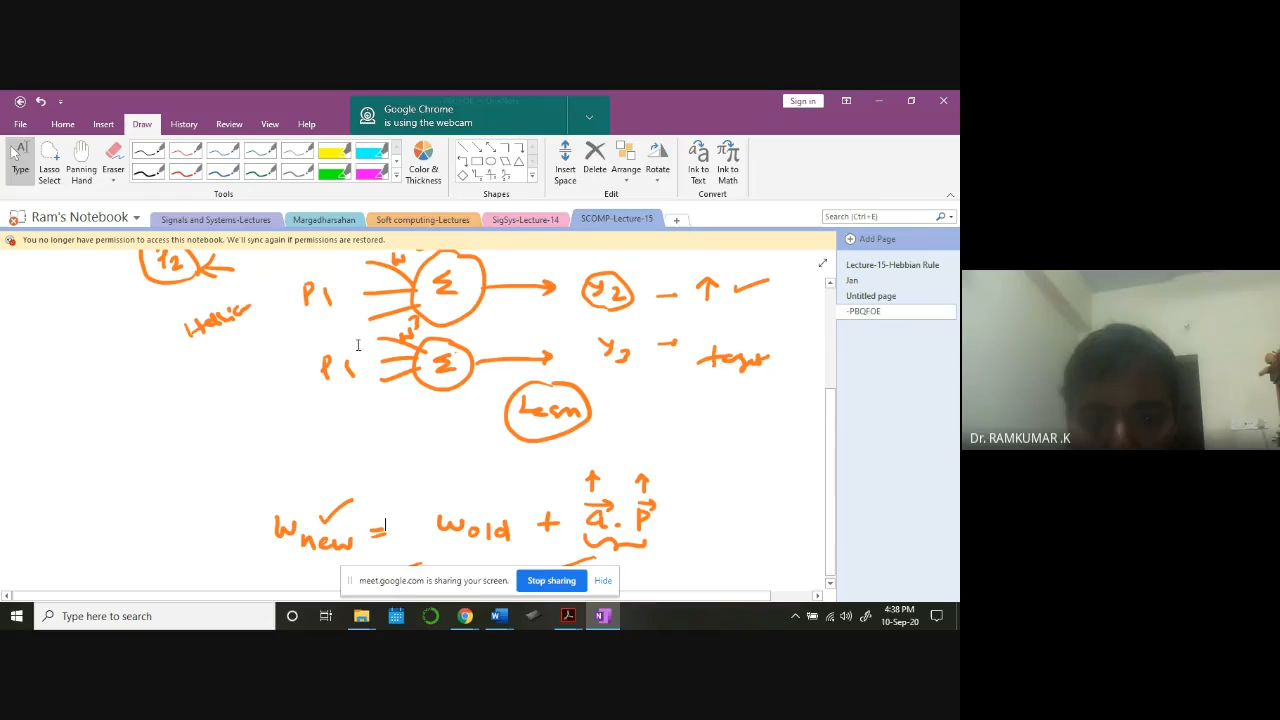 Google Chrome
is using the webcam
Sign in
File Home Insert Draw History Review View Help
Type Lasso Select Panning Hand Eraser Color & Thickness Insert Space Delete Arrange Rotate Ink to Text Ink to Math
Tools Shapes Edit Convert
Ram's Notebook Signals and Systems-Lectures Margadharsahan Soft computing-Lectures SigSys-Lecture-14 SCOMP-Lecture-15 Search (Ctrl+E)
You no longer have permission to access this notebook. We'll sync again if permissions are restored.
Add Page
Lecture-15-Hebbian Rule
Jan
Untitled page
-PBQFOE
w
P1 Σ y2
w
P1 Σ y3 target
Learn
Wnew = Wold + a . P
meet.google.com is sharing your screen. Stop sharing Hide
Dr. RAMKUMAR .K
Type here to search
4:38 PM
10-Sep-20